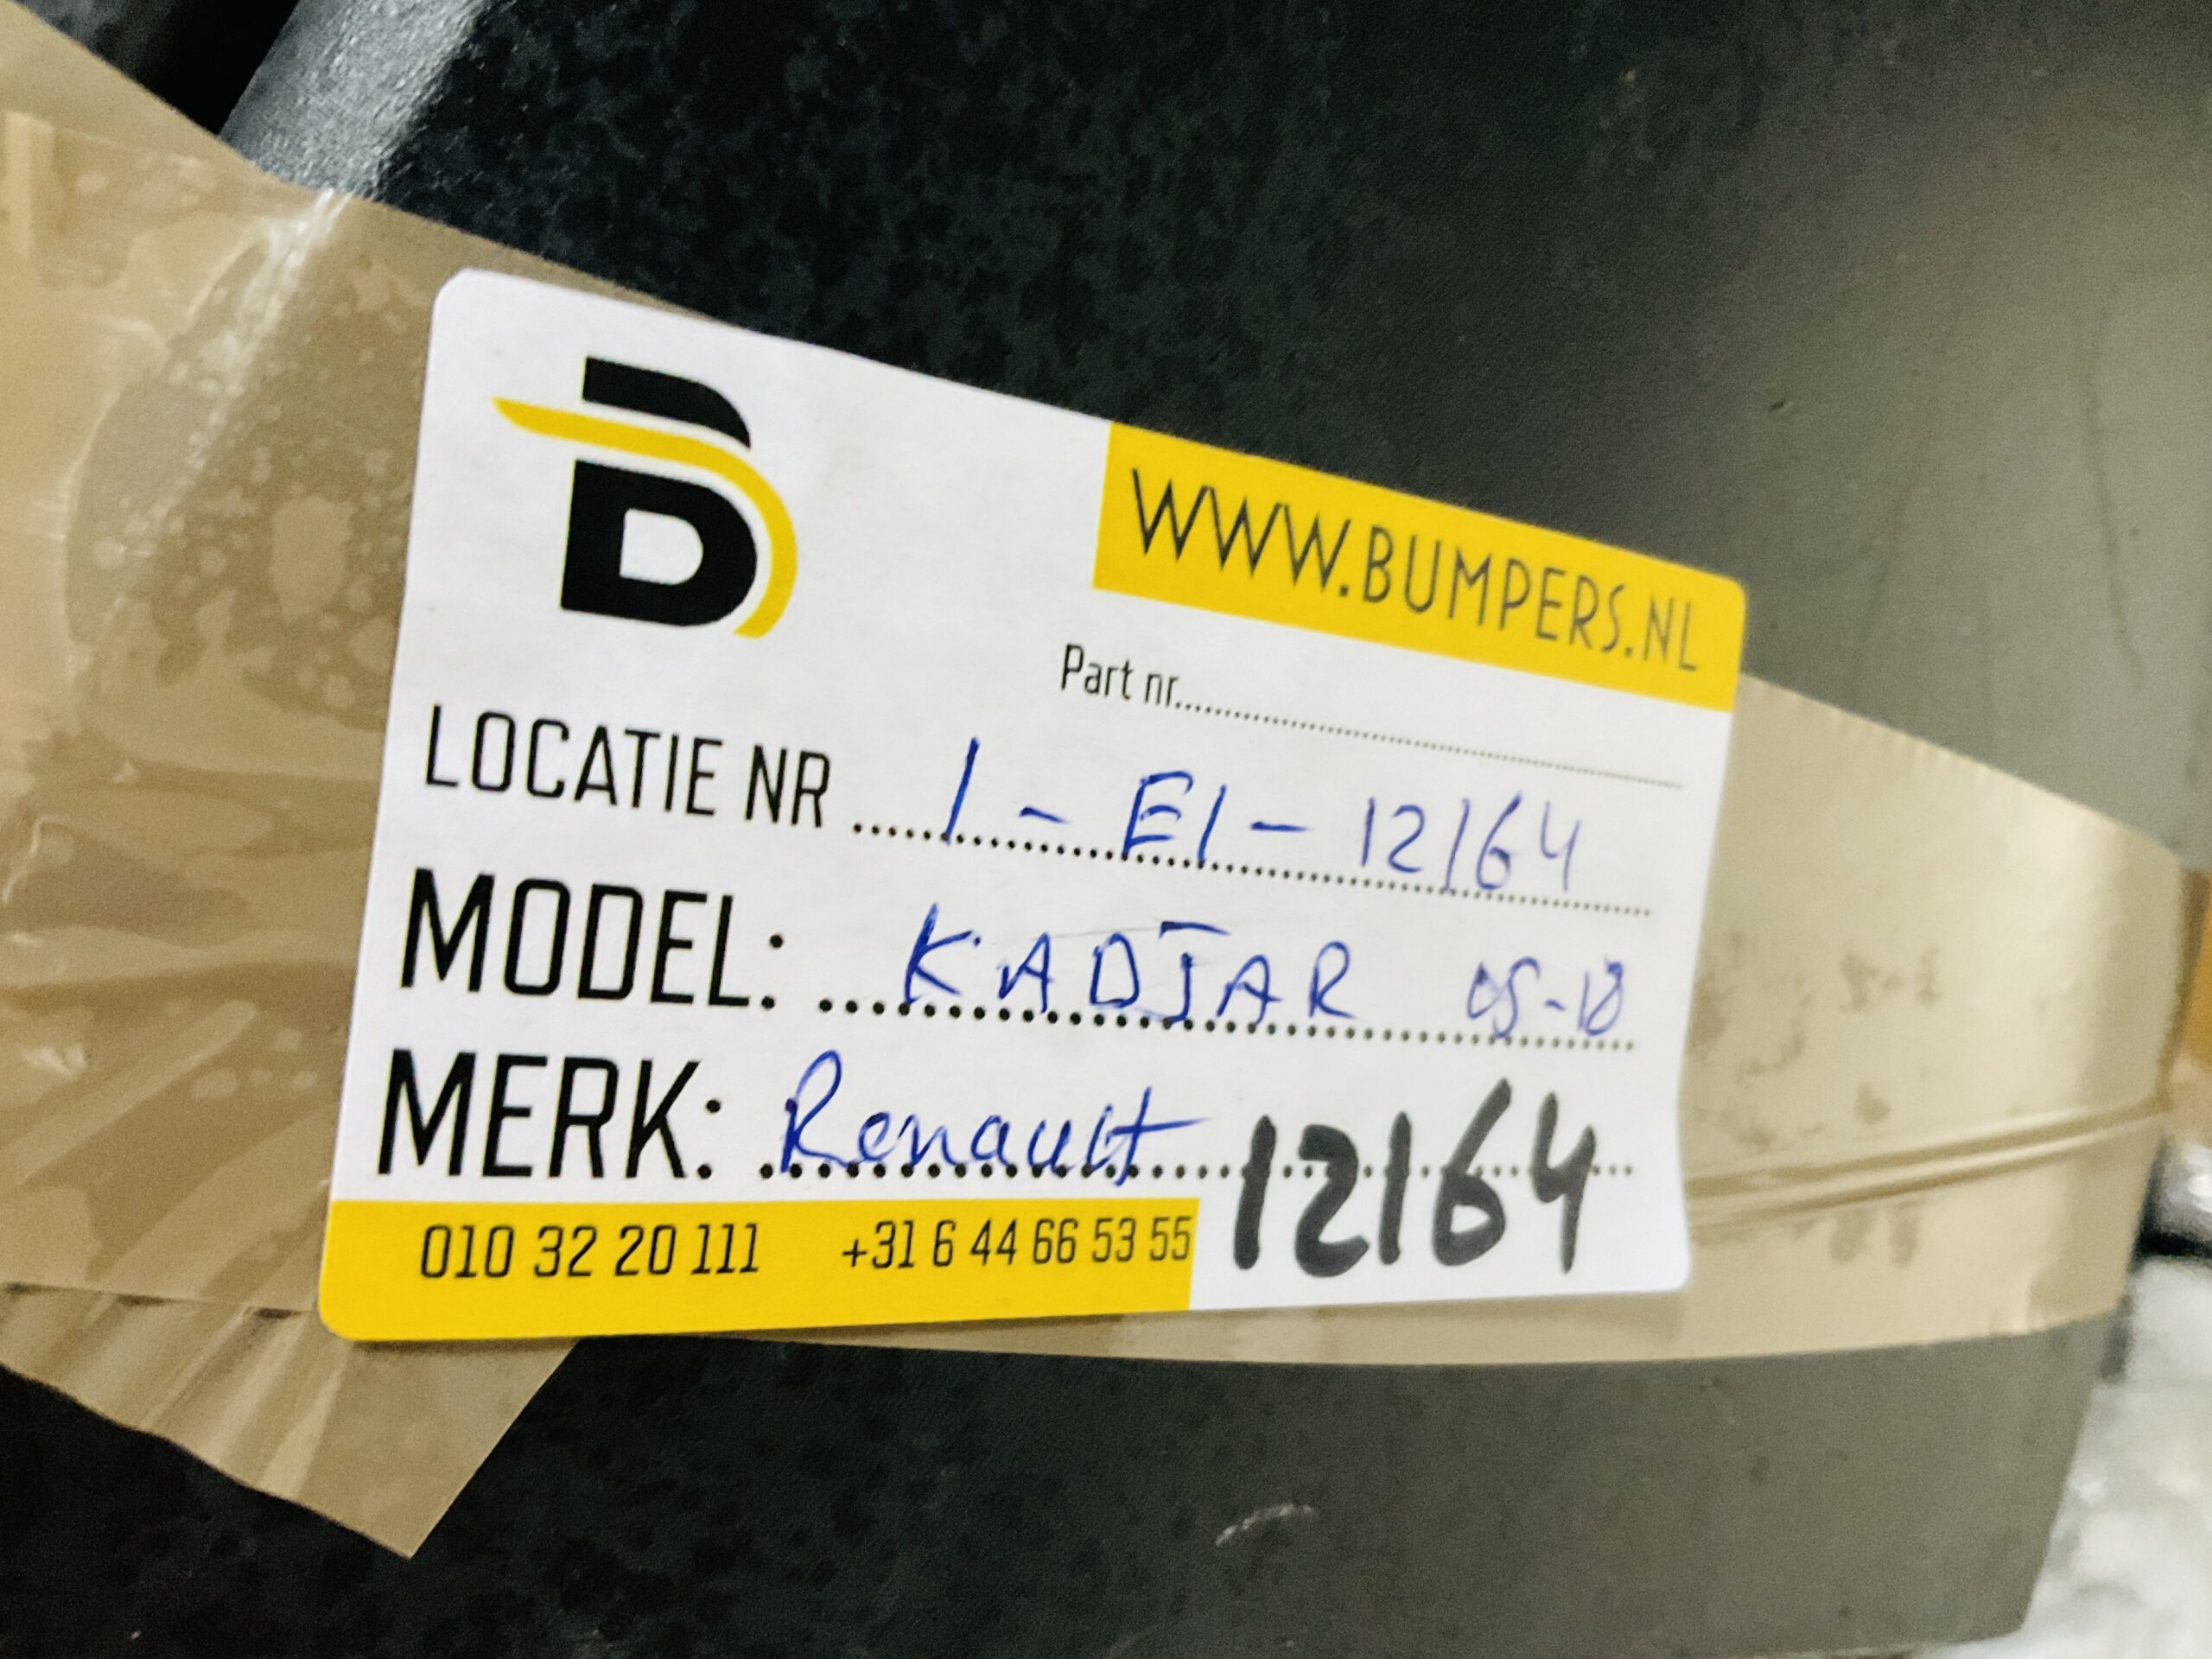 B
WWW.BUMPERS.NL
Part nr..........
LOCATIE NR ..... 1 - E1 - 12164
MODEL: ... KADJAR 05-18
MERK: ... Renault
12164
010 32 20 111 +31 6 44 66 53 55